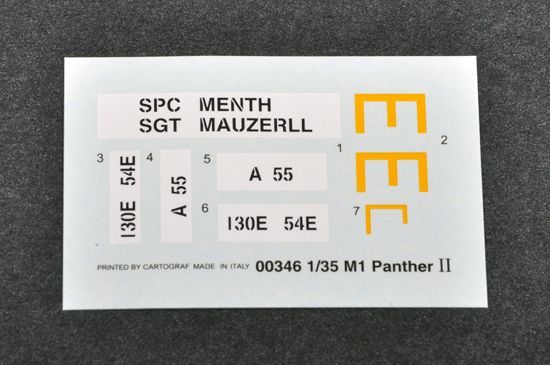 SPC MENTH
SGT MAUZERLL
1
E
2
3
130E 54E
4
A 55
5
A 55
E
6
130E 54E
7
E
PRINTED BY CARTOGRAF MADE IN ITALY 00346 1/35 M1 Panther II